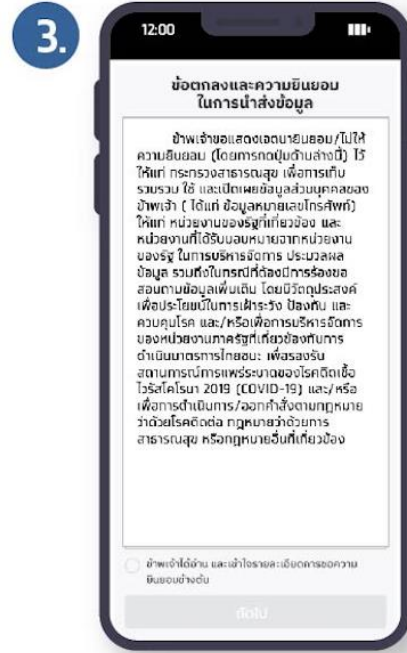 3.
12:00
ข้อตกลงและความยินยอม
ในการนำส่งข้อมูล
ข้าพเจ้าขอแสดงเจตนายินยอม/ไม่ให้
ความยินยอม (โดยการกดปุ่มด้านล่างนี้) ไว้
ให้แก่ กระทรวงสาธารณสุข เพื่อการเก็บ
รวบรวม ใช้ และเปิดเผยข้อมูลส่วนบุคคลของ
ข้าพเจ้า ( ได้แก่ ข้อมูลหมายเลขโทรศัพท์)
ให้แก่ หน่วยงานของรัฐที่เกี่ยวข้อง และ
หน่วยงานที่ได้รับมอบหมายจากหน่วยงาน
ของรัฐ ในการบริหารจัดการ ประมวลผล
ข้อมูล รวมถึงในกรณีที่ต้องมีการร้องขอ
สอบถามข้อมูลเพิ่มเติม โดยมีวัตถุประสงค์
เพื่อประโยชน์ในการเฝ้าระวัง ป้องกัน และ
ควบคุมโรค และ/หรือเพื่อการบริหารจัดการ
ของหน่วยงานภาครัฐที่เกี่ยวข้องกับการ
ดำเนินมาตรการไทยชนะ เพื่อรองรับ
สถานการณ์การแพร่ระบาดของโรคติดเชื้อ
ไวรัสโคโรนา 2019 (COVID-19) และ/หรือ
เพื่อการดำเนินการ/ออกคำสั่งตามกฎหมาย
ว่าด้วยโรคติดต่อ กฎหมายว่าด้วยการ
สาธารณสุข หรือกฎหมายอื่นที่เกี่ยวข้อง
ข้าพเจ้าได้อ่าน และเข้าใจรายละเอียดการขอความ
ยินยอมข้างต้น
ถัดไป